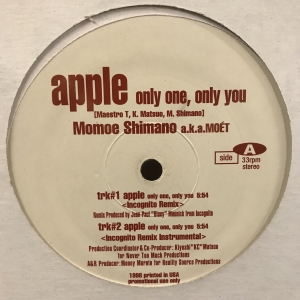 apple only one, only you
[Maestro T, K. Matsuo, M. Shimano]
Momoe Shimano a.k.a.MOÉT
side A
33rpm
stereo
trk#1 apple only one, only you 5:54
<Incognito Remix>
Remix Produced by Jean-Paul "Bluey" Maunick from Incognito
trk#2 apple only one, only you 5:54
<Incognito Remix Instrumental>
Production Coordinator & Co-Producer: Kiyoshi "KC" Matsuo
for Never Too Much Productions
A&R Producer: Henry Murata for Reality Source Productions
1998 printed in USA
promotional use only